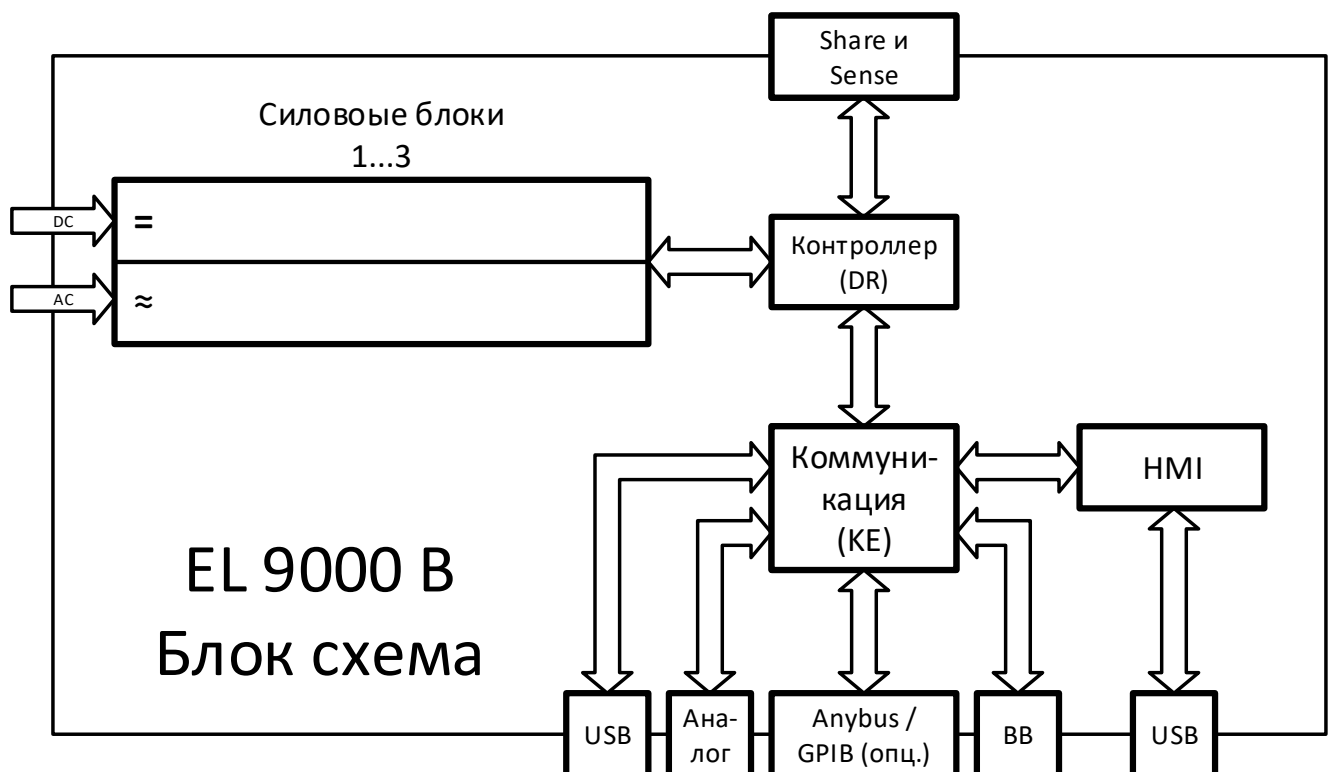 Share и
Sense
Силовоые блоки
1...3
DC
=
AC
≈
Контроллер
(DR)
Коммуни-
кация
(KE)
HMI
EL 9000 B
Блок схема
USB
Ана-
лог
Anybus /
GPIB (опц.)
BB
USB